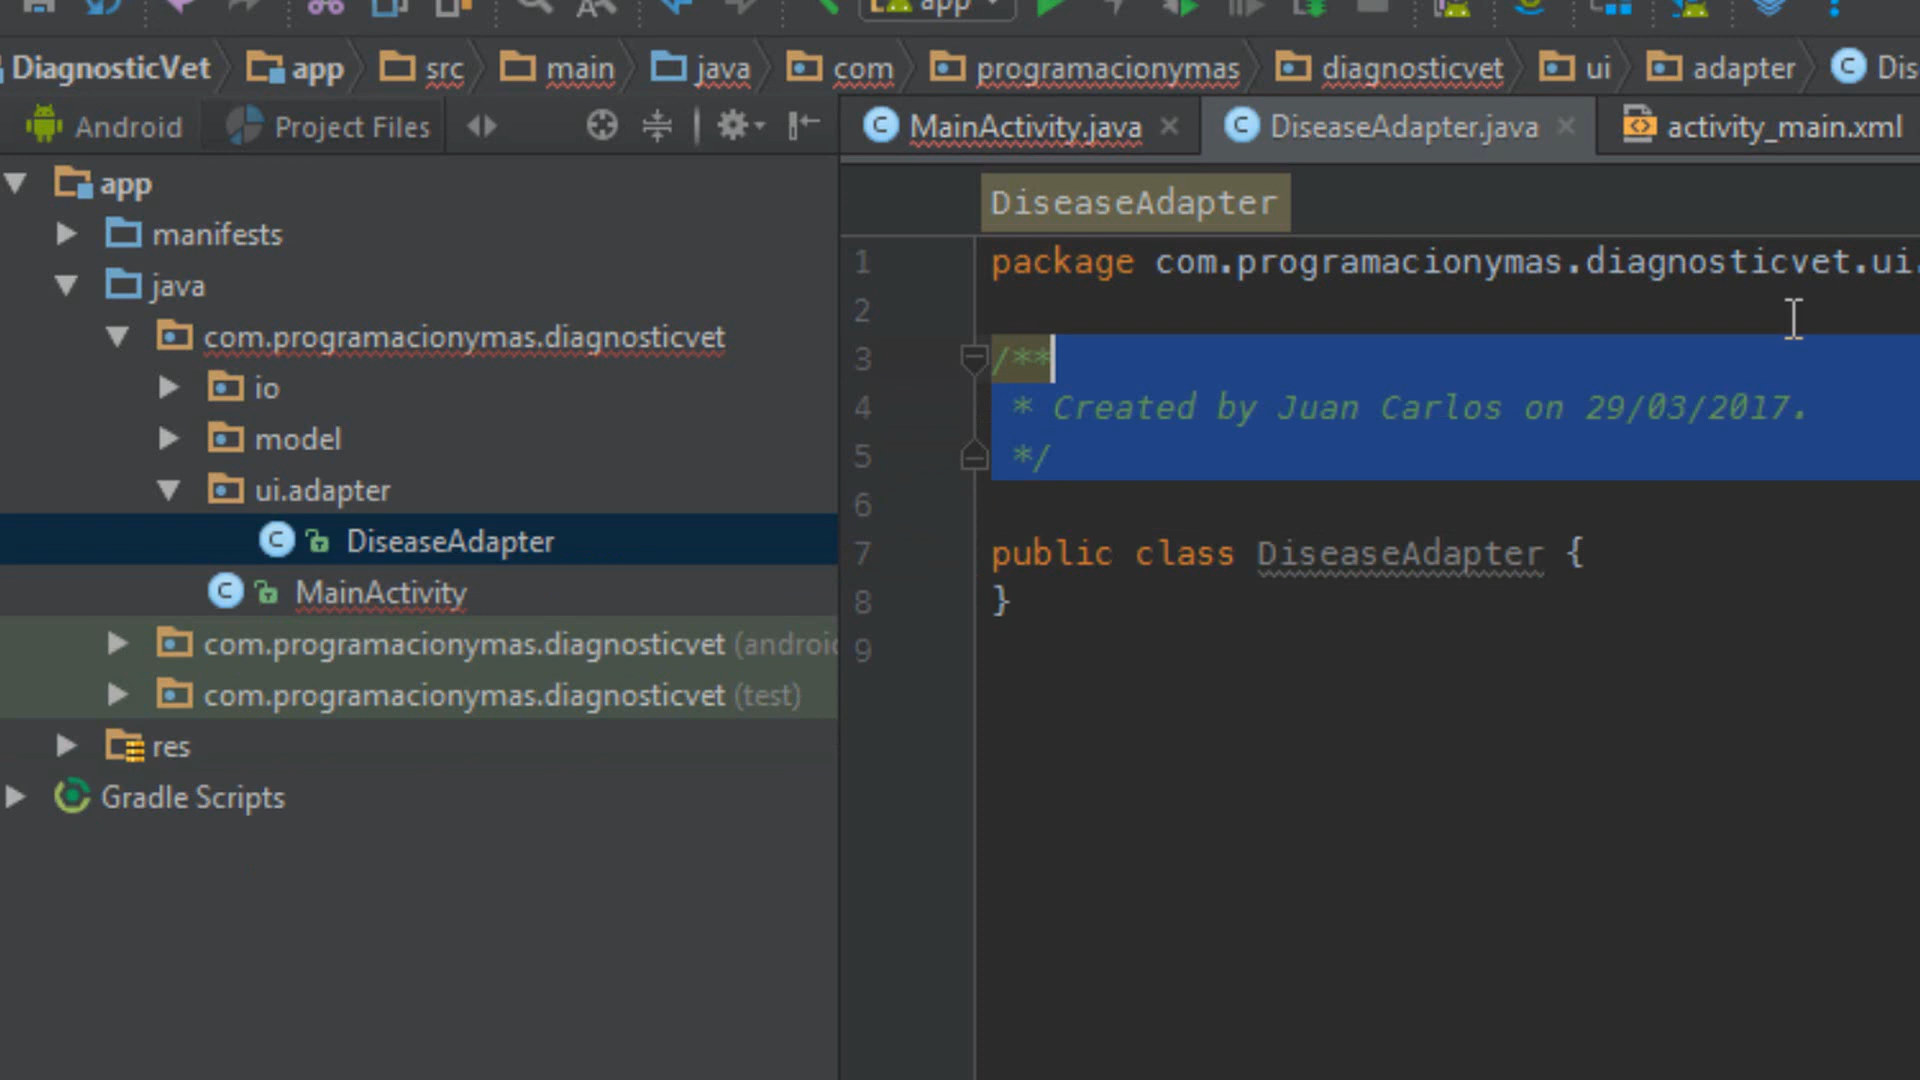 app
DiagnosticVet app src main java com programacionymas diagnosticvet ui adapter Dis
Android Project Files
MainActivity.java DiseaseAdapter.java activity_main.xml
app
manifests
java
com.programacionymas.diagnosticvet
io
model
ui.adapter
DiseaseAdapter
MainActivity
com.programacionymas.diagnosticvet (android
com.programacionymas.diagnosticvet (test)
res
Gradle Scripts
DiseaseAdapter
1 package com.programacionymas.diagnosticvet.ui.
2
3 /**
4 * Created by Juan Carlos on 29/03/2017.
5 */
6
7 public class DiseaseAdapter {
8 }
9